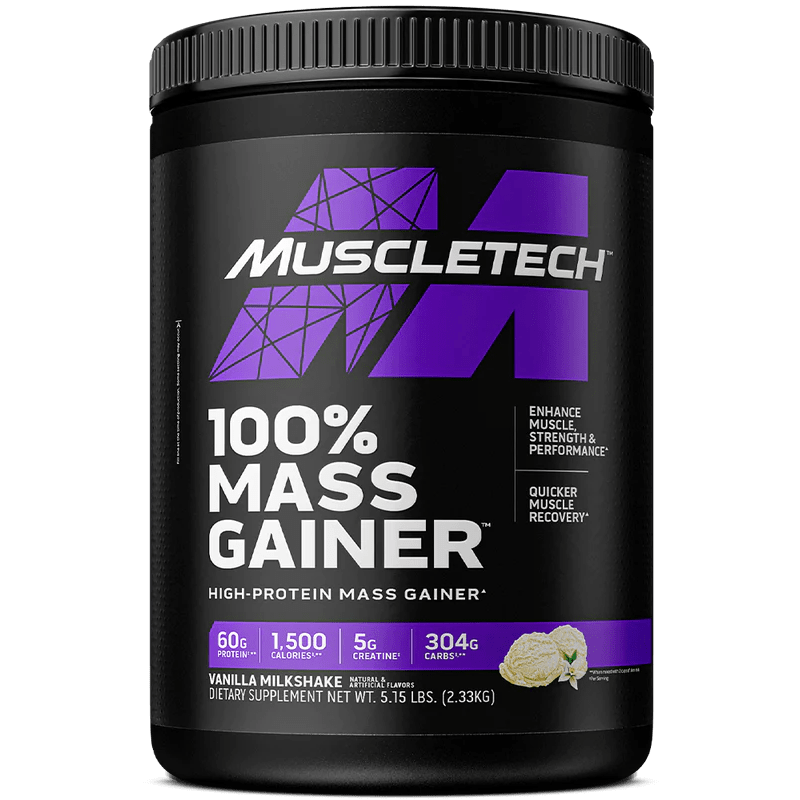 MUSCLETECH™
100%
MASS
GAINER™
HIGH-PROTEIN MASS GAINER▲
ENHANCE
MUSCLE,
STRENGTH &
PERFORMANCE▲
QUICKER
MUSCLE
RECOVERY▲
60G
PROTEIN
1,500
CALORIES
5G
CREATINE
304G
CARBS
VANILLA MILKSHAKE
NATURAL &
ARTIFICIAL FLAVORS
DIETARY SUPPLEMENT NET WT. 5.15 LBS. (2.33KG)